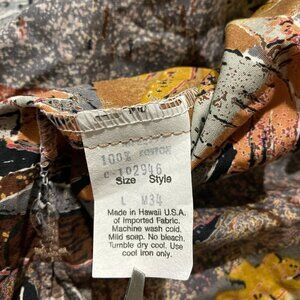 100% COTTON
C-102946
Size Style
L M34
Made in Hawaii U.S.A.
of Imported Fabric.
Machine wash cold.
Mild soap. No bleach.
Tumble dry cool. Use
cool iron only.